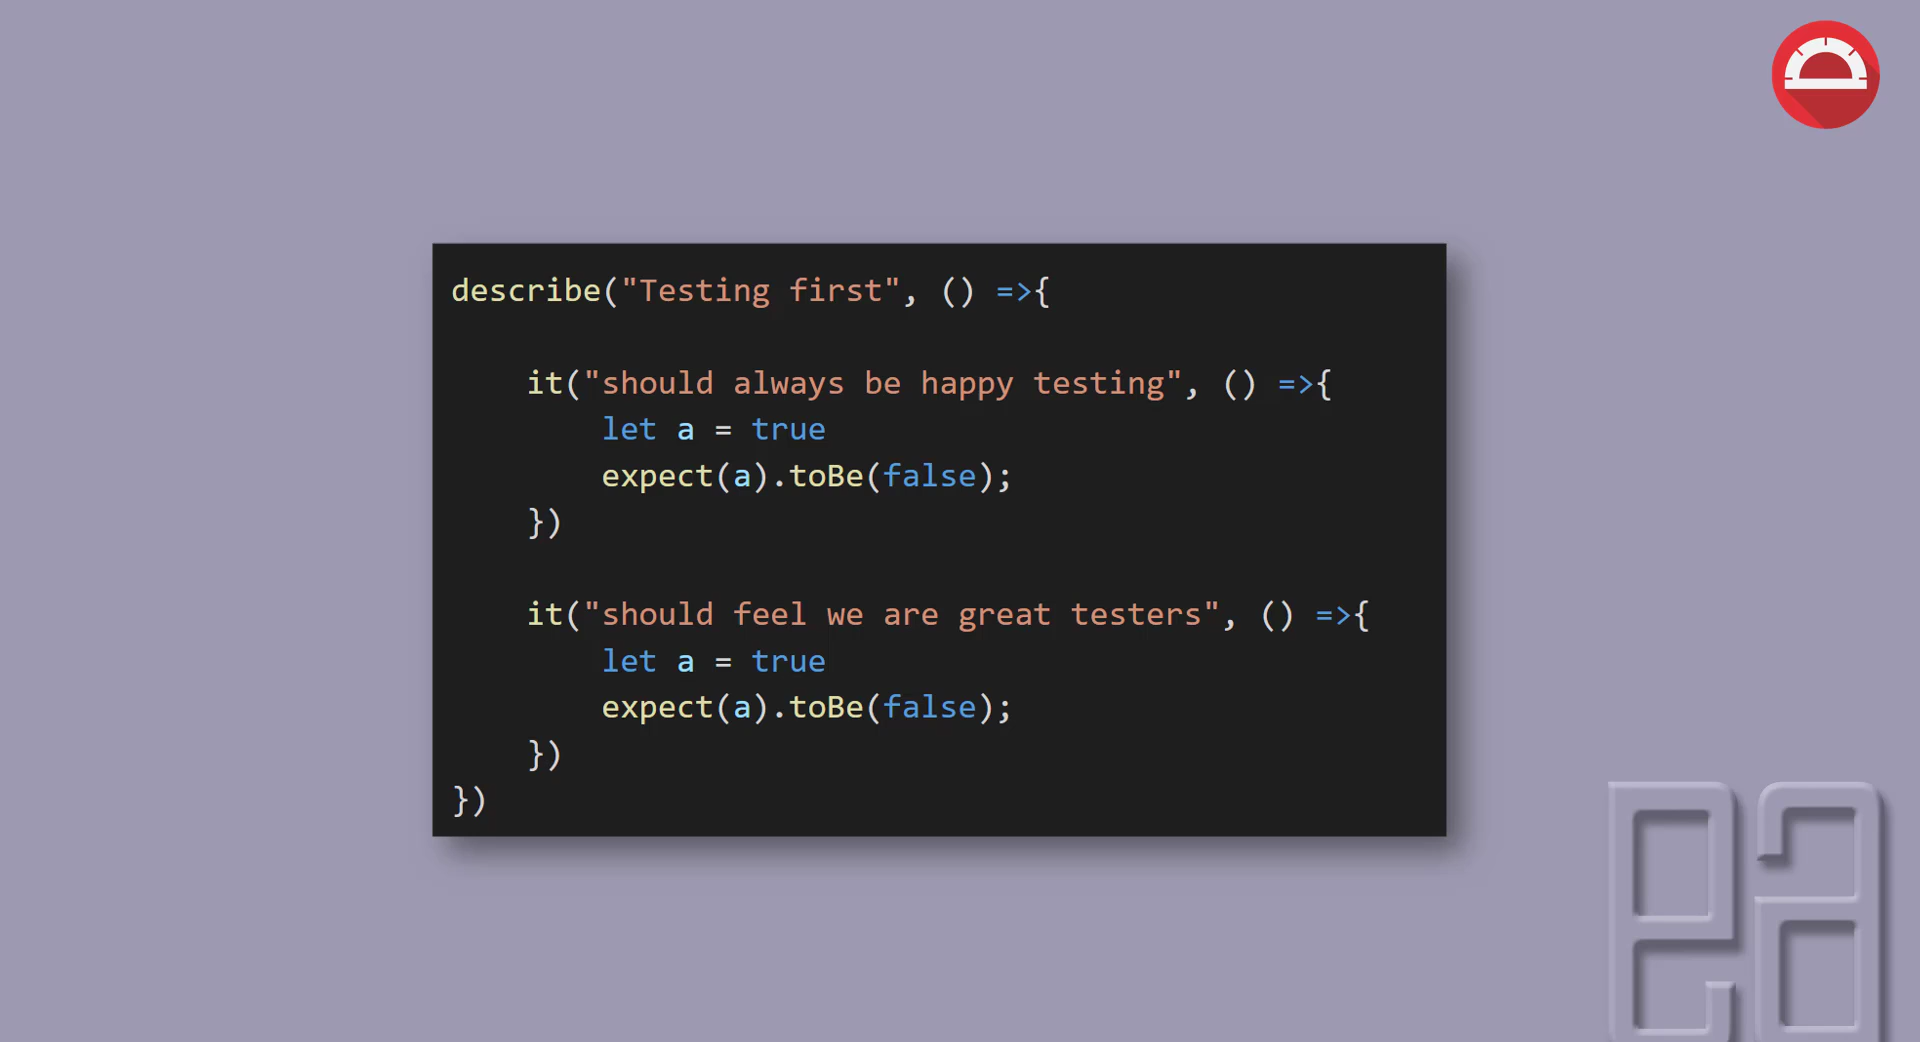 describe("Testing first", () =>{
it("should always be happy testing", () =>{
let a = true
expect(a).toBe(false);
})
it("should feel we are great testers", () =>{
let a = true
expect(a).toBe(false);
})
})
ea